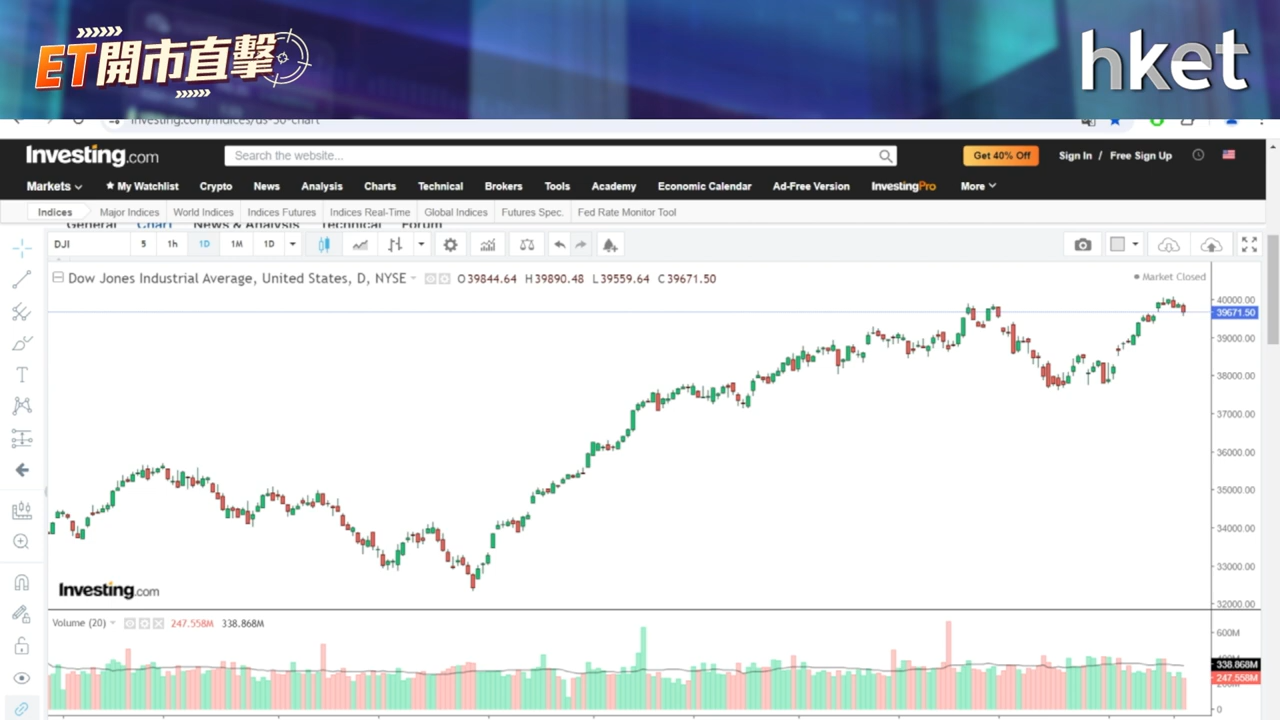 ET開市直擊
hket
investing.com/indices/us-30-chart
Investing.com
Search the website...
Get 40% Off
Sign In / Free Sign Up
Markets
My Watchlist
Crypto
News
Analysis
Charts
Technical
Brokers
Tools
Academy
Economic Calendar
Ad-Free Version
InvestingPro
More
Indices
Major Indices
World Indices
Indices Futures
Indices Real-Time
Global Indices
Futures Spec.
Fed Rate Monitor Tool
General
Chart
News & Analysis
Technical
Forum
DJI
5
1h
1D
1M
1D
Dow Jones Industrial Average, United States, D, NYSE
O39844.64 H39890.48 L39559.64 C39671.50
Market Closed
40000.00
39671.50
39000.00
38000.00
37000.00
36000.00
35000.00
34000.00
33000.00
32000.00
Investing.com
Volume (20)
247.558M
338.868M
600M
338.868M
247.558M
0